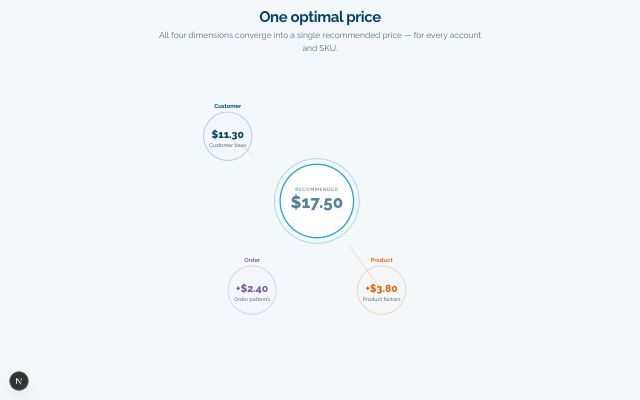 One optimal price
All four dimensions converge into a single recommended price — for every account
and SKU.
Customer
$11.30
Customer base
RECOMMENDED
$17.50
Order
+$2.40
Order patterns
Product
+$3.80
Product factors
N